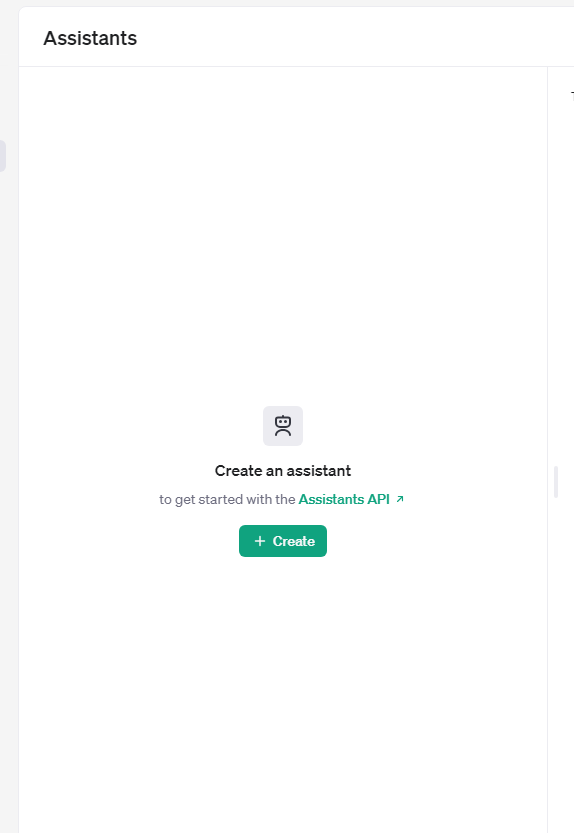 Assistants
Create an assistant
to get started with the Assistants API ↗
+ Create